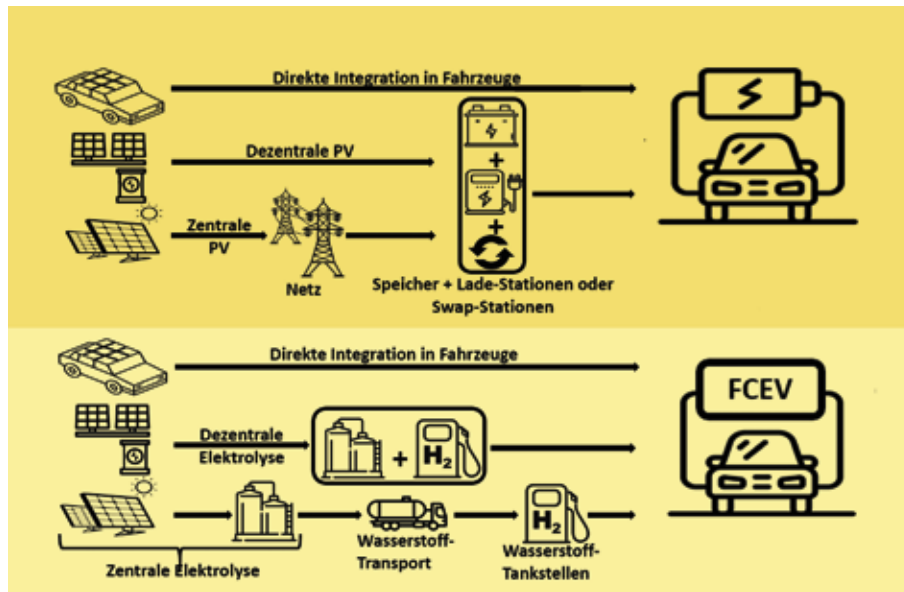 Direkte Integration in Fahrzeuge
Dezentrale PV
Zentrale
PV
Netz
+
+
Speicher + Lade-Stationen oder
Swap-Stationen
Direkte Integration in Fahrzeuge
FCEV
Dezentrale
Elektrolyse
+
H2
H2
Wasserstoff-
Transport
Wasserstoff-
Tankstellen
Zentrale Elektrolyse